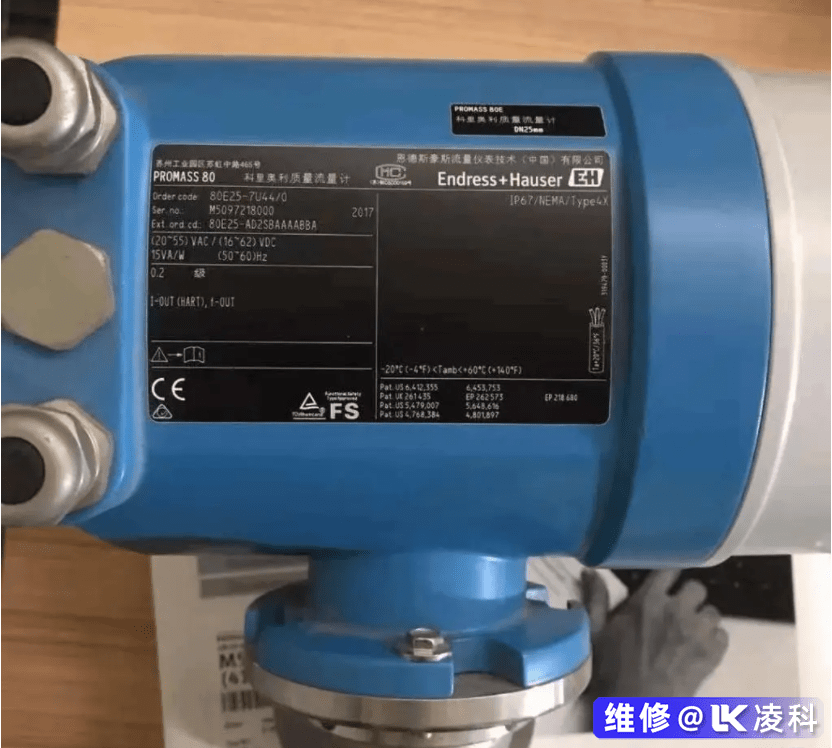 PROMASS 80E
科里奥利质量流量计
DN25mm
苏州工业园区苏虹中路465号
恩德斯豪斯流量仪表技术（中国）有限公司
PROMASS 80 科里奥利质量流量计
Endress+Hauser EH
IP67/NEMA/Type4X
Order code: 80E25-7U44/0
Ser.no.: M5097218000 2017
Ext.ord.cd.: 80E25-AD2SBAAAABBA
(20~55)VAC/(16~62)VDC
15VA/W (50~60)Hz
0.2 级
I-OUT(HART),f-OUT
-20°C(-4°F)<Tamb<+60°C(+140°F)
Pat.US 6,412,355 6,453,753
Pat.UK 261435 EP 262573 EP 218 680
Pat.US 5,479,007 5,648,616
Pat.US 4,768,384 4,801,897
CE
Functional Safety
Type Approved
FS
维修@LK凌科